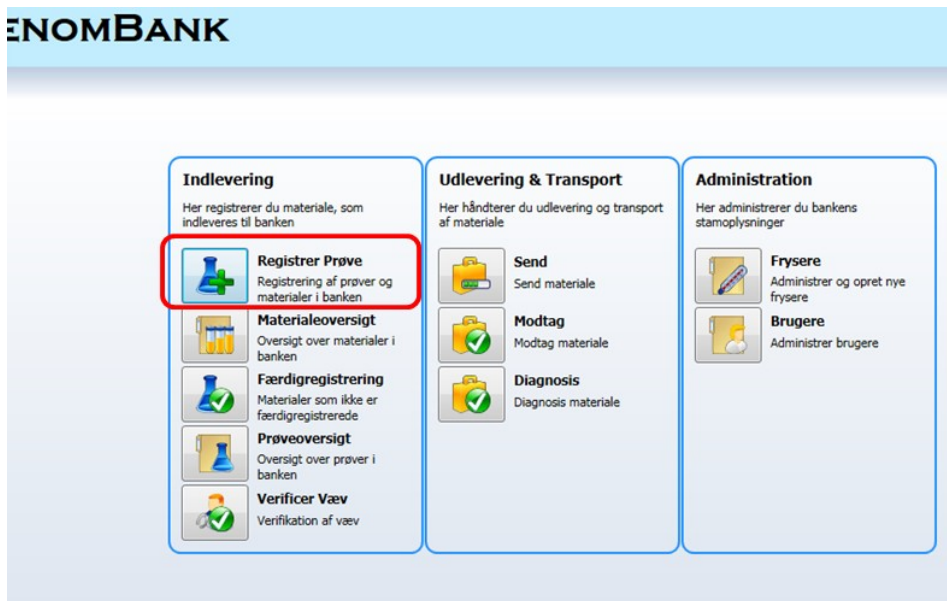 ENOMBANK
Indlevering
Her registrerer du materiale, som
indleveres til banken
Registrer Prøve
Registrering af prøver og
materialer i banken
Materialeoversigt
Oversigt over materialer i
banken
Færdigregistrering
Materialer som ikke er
færdigregistrerede
Prøveoversigt
Oversigt over prøver i
banken
Verificer Væv
Verifikation af væv
Udlevering & Transport
Her håndterer du udlevering og transport
af materiale
Send
Send materiale
Modtag
Modtag materiale
Diagnosis
Diagnosis materiale
Administration
Her administrerer du bankens
stamoplysninger
Frysere
Administrer og opret nye
frysere
Brugere
Administrer brugere